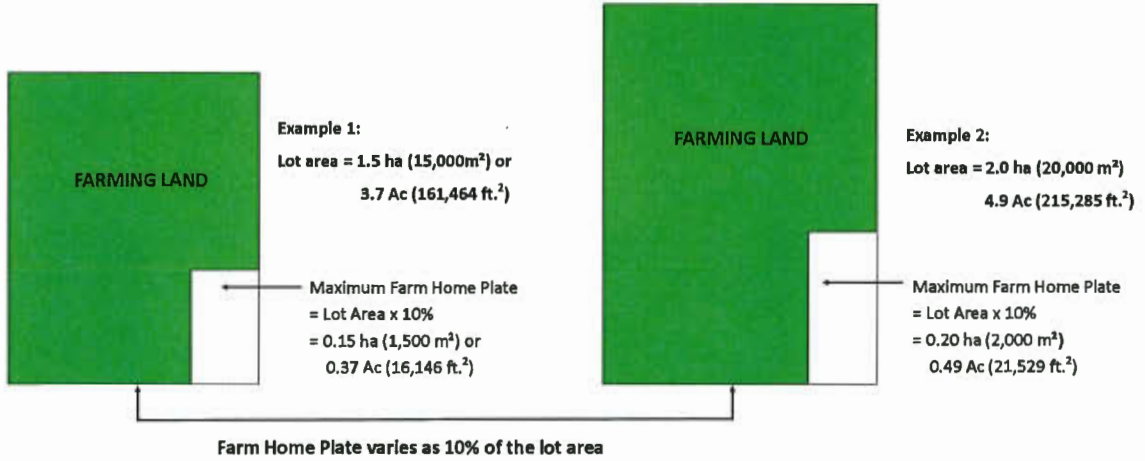 FARMING LAND
Example 1:
Lot area = 1.5 ha (15,000m²) or
3.7 Ac (161,464 ft.²)
Maximum Farm Home Plate
= Lot Area x 10%
= 0.15 ha (1,500 m²) or
0.37 Ac (16,146 ft.²)
FARMING LAND
Example 2:
Lot area = 2.0 ha (20,000 m²)
4.9 Ac (215,285 ft.²)
Maximum Farm Home Plate
= Lot Area x 10%
= 0.20 ha (2,000 m²)
0.49 Ac (21,529 ft.²)
Farm Home Plate varies as 10% of the lot area